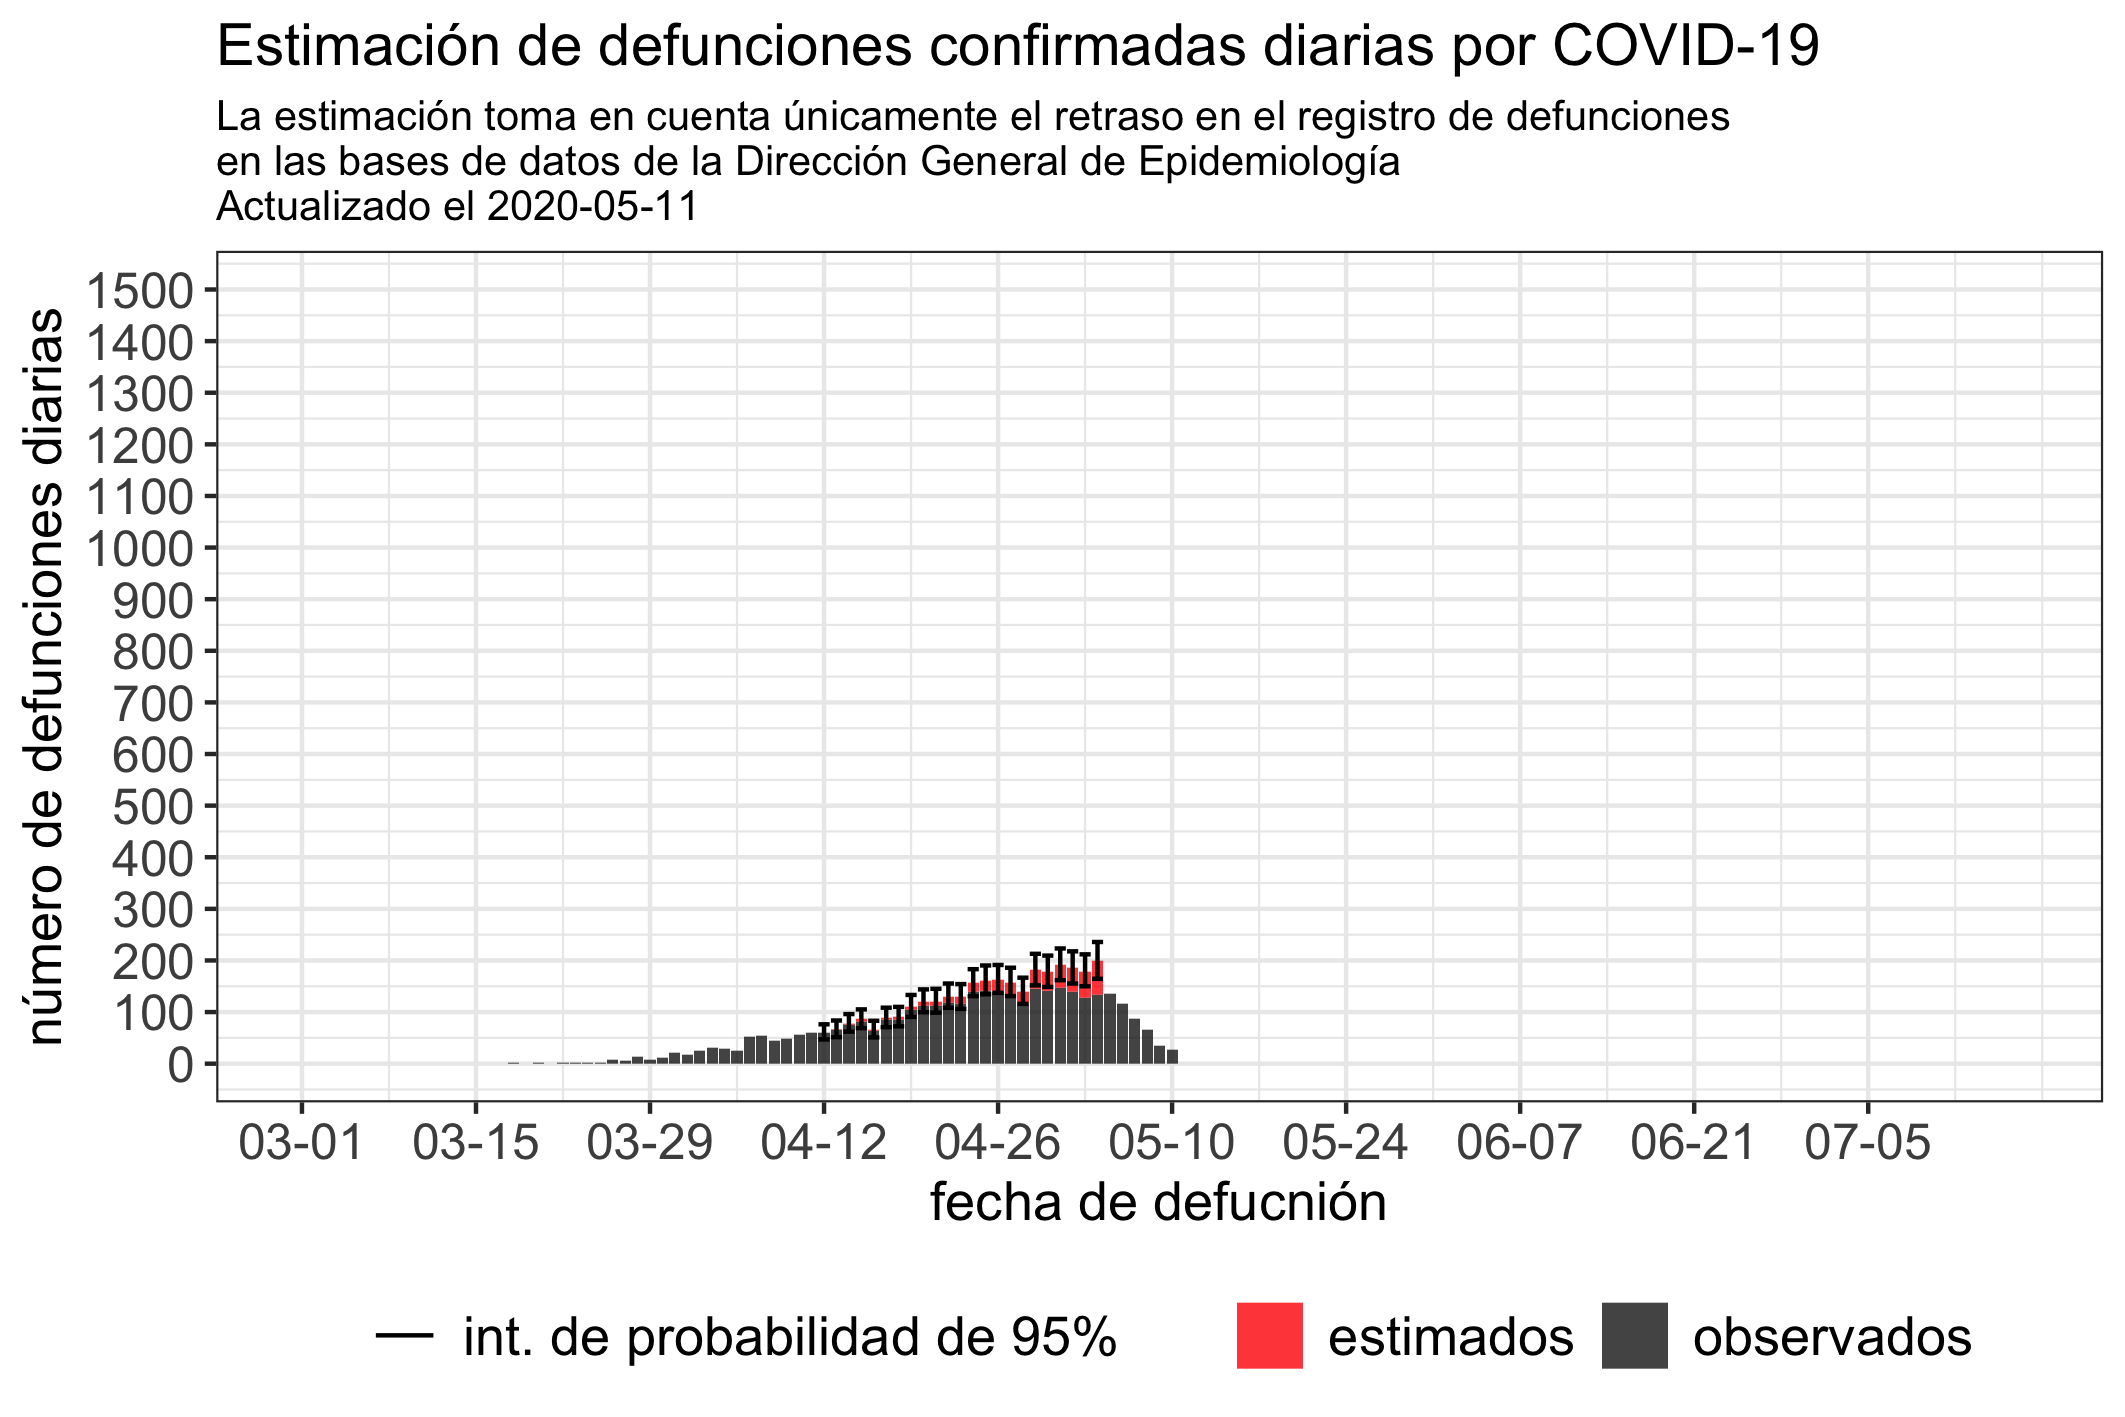 Estimación de defunciones confirmadas diarias por COVID-19
La estimación toma en cuenta únicamente el retraso en el registro de defunciones
en las bases de datos de la Dirección General de Epidemiología
Actualizado el 2020-05-11
número de defunciones diarias
1500
1400
1300
1200
1100
1000
900
800
700
600
500
400
300
200
100
0
03-01 03-15 03-29 04-12 04-26 05-10 05-24 06-07 06-21 07-05
fecha de defucnión
int. de probabilidad de 95% estimados observados